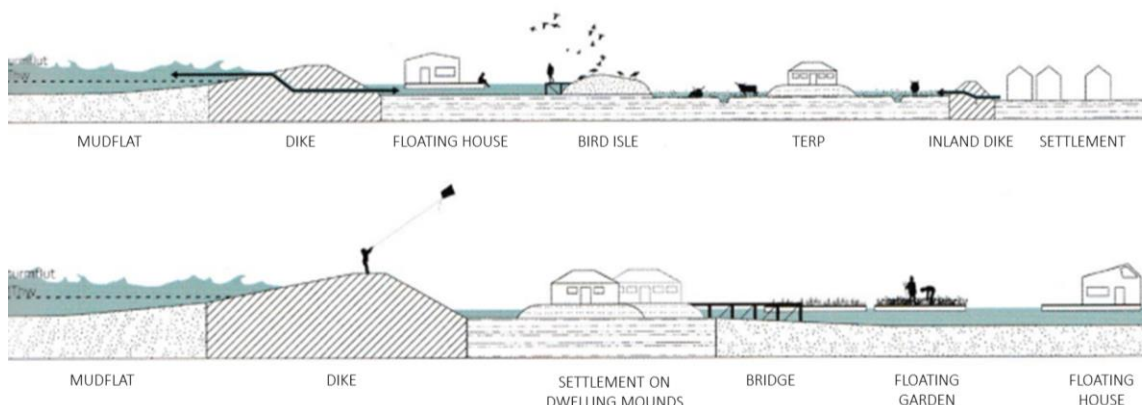 MUDFLAT DIKE FLOATING HOUSE BIRD ISLE TERP INLAND DIKE SETTLEMENT
MUDFLAT DIKE SETTLEMENT ON DWELLING MOUNDS BRIDGE FLOATING GARDEN FLOATING HOUSE